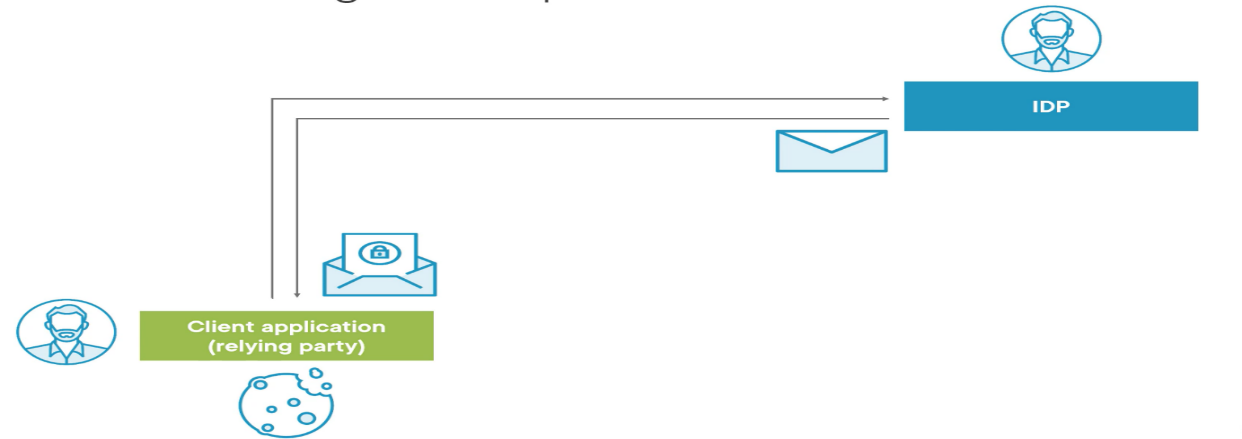 IDP
Client application
(relying party)